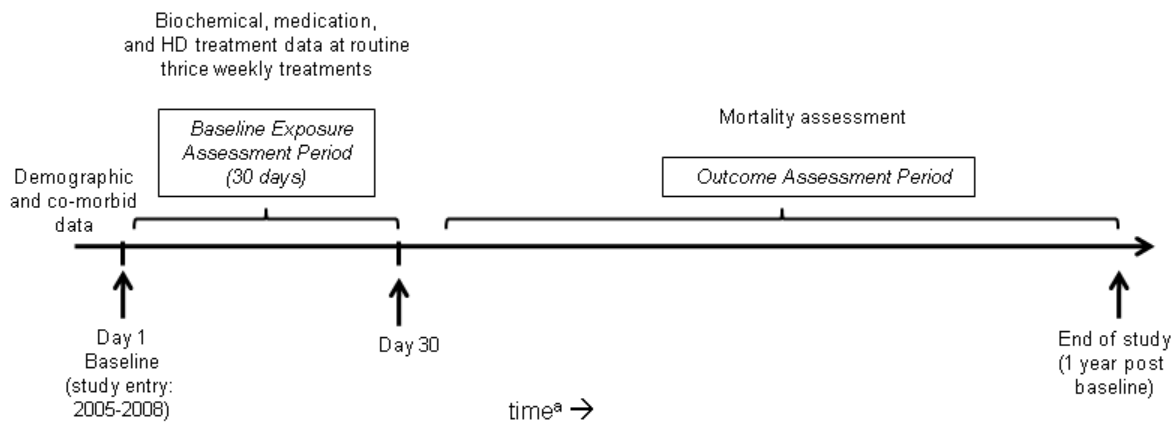 Biochemical, medication,
and HD treatment data at routine
thrice weekly treatments
Baseline Exposure
Assessment Period
(30 days)
Mortality assessment
Outcome Assessment Period
Demographic
and co-morbid
data
Day 1
Baseline
(study entry:
2005-2008)
Day 30
End of study
(1 year post
baseline)
timeᵃ →